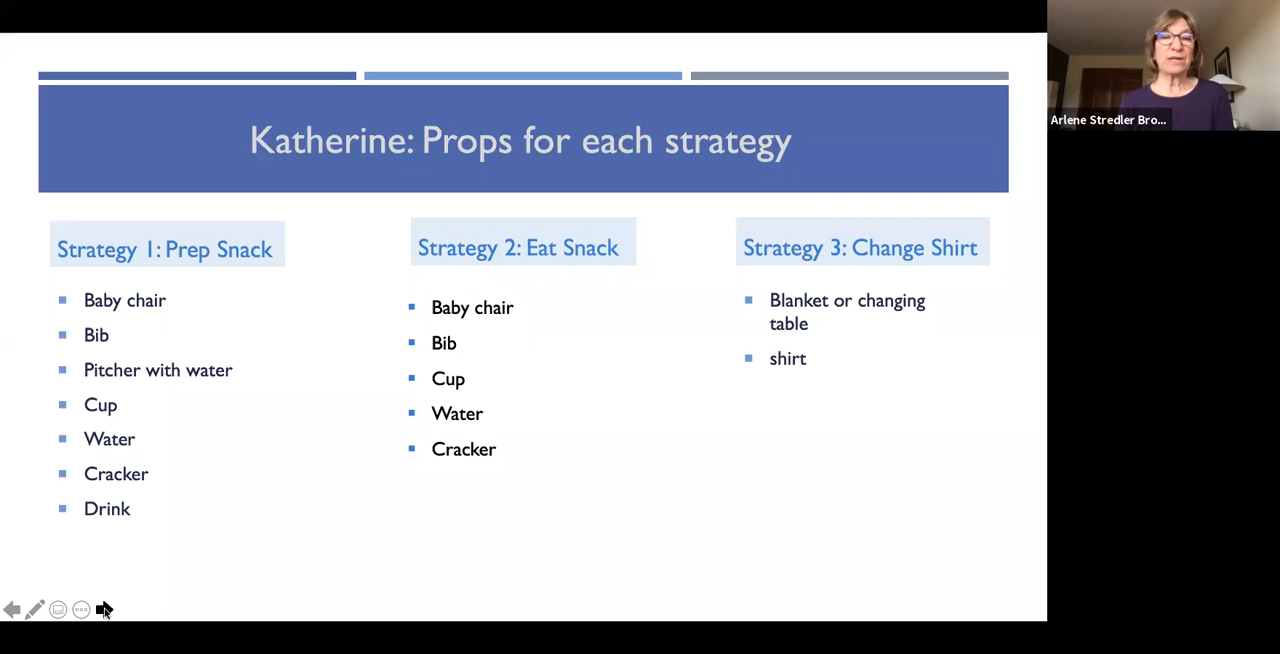 Katherine: Props for each strategy
Strategy 1: Prep Snack
Baby chair
Bib
Pitcher with water
Cup
Water
Cracker
Drink
Strategy 2: Eat Snack
Baby chair
Bib
Cup
Water
Cracker
Strategy 3: Change Shirt
Blanket or changing
table
shirt
Arlene Stredler Bro...